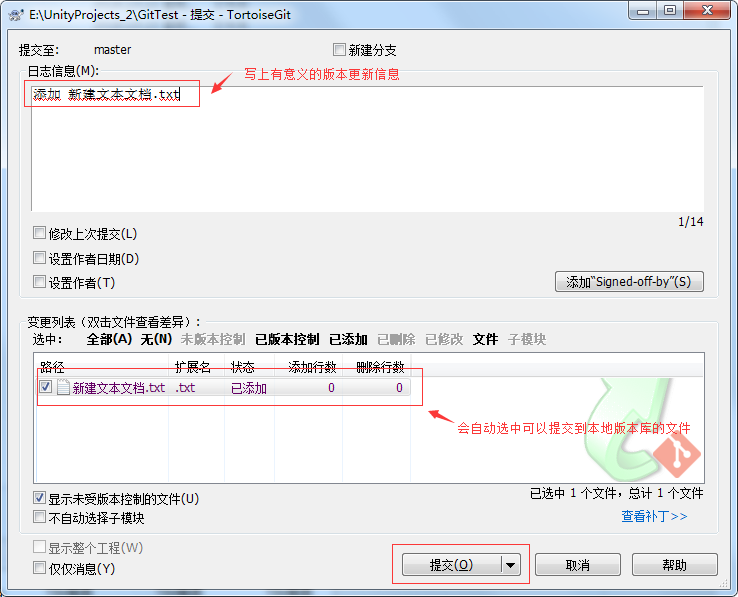 E:\UnityProjects_2\GitTest - 提交 - TortoiseGit
提交至: master 新建分支
日志信息(M):
写上有意义的版本更新信息
添加 新建文本文档.txt
1/14
修改上次提交(L)
设置作者日期(D)
设置作者(T)
添加“Signed-off-by”(S)
变更列表（双击文件查看差异）:
选中: 全部(A) 无(N) 未版本控制 已版本控制 已添加 已删除 已修改 文件 子模块
路径 扩展名 状态 添加行数 删除行数
新建文本文档.txt .txt 已添加 0 0
会自动选中可以提交到本地版本库的文件
显示未受版本控制的文件(U)
已选中 1 个文件，总计 1 个文件
不自动选择子模块
查看补丁>>
显示整个工程(W)
仅仅消息(Y)
提交(O) 取消 帮助